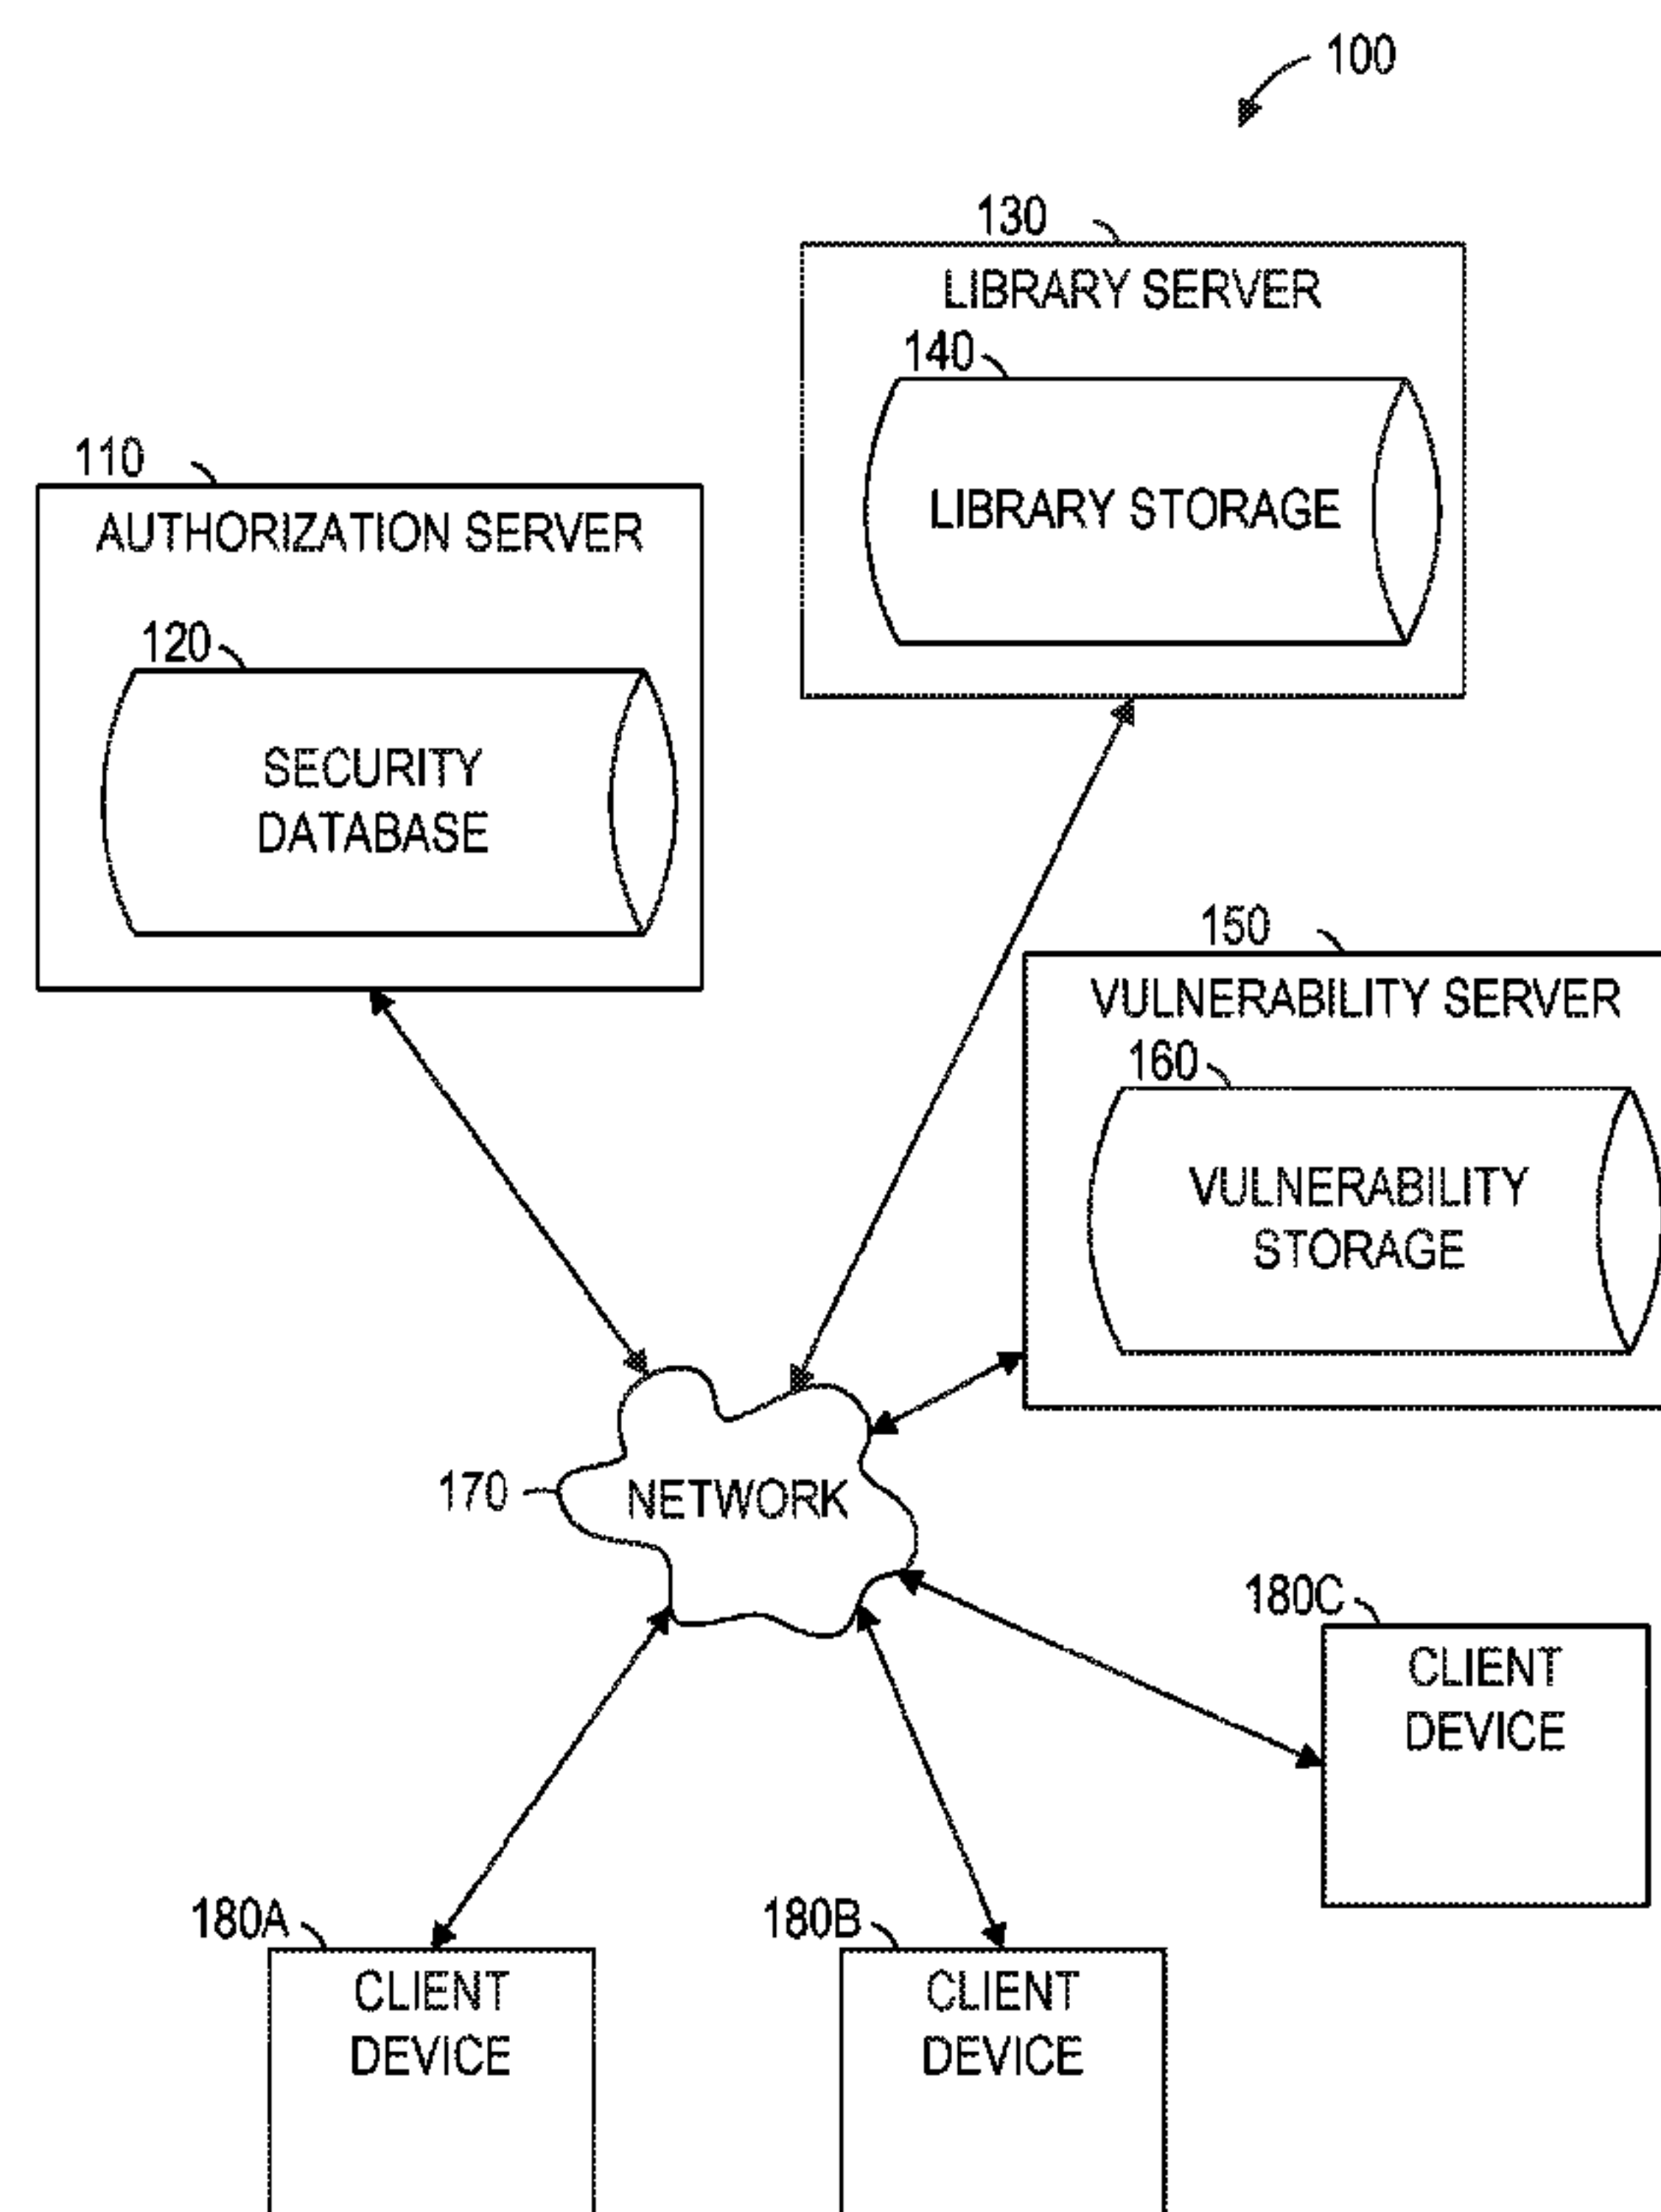 100
130
LIBRARY SERVER
140
LIBRARY STORAGE
110
AUTHORIZATION SERVER
120
SECURITY
DATABASE
150
VULNERABILITY SERVER
160
VULNERABILITY
STORAGE
170
NETWORK
180C
CLIENT
DEVICE
180A
CLIENT
DEVICE
180B
CLIENT
DEVICE